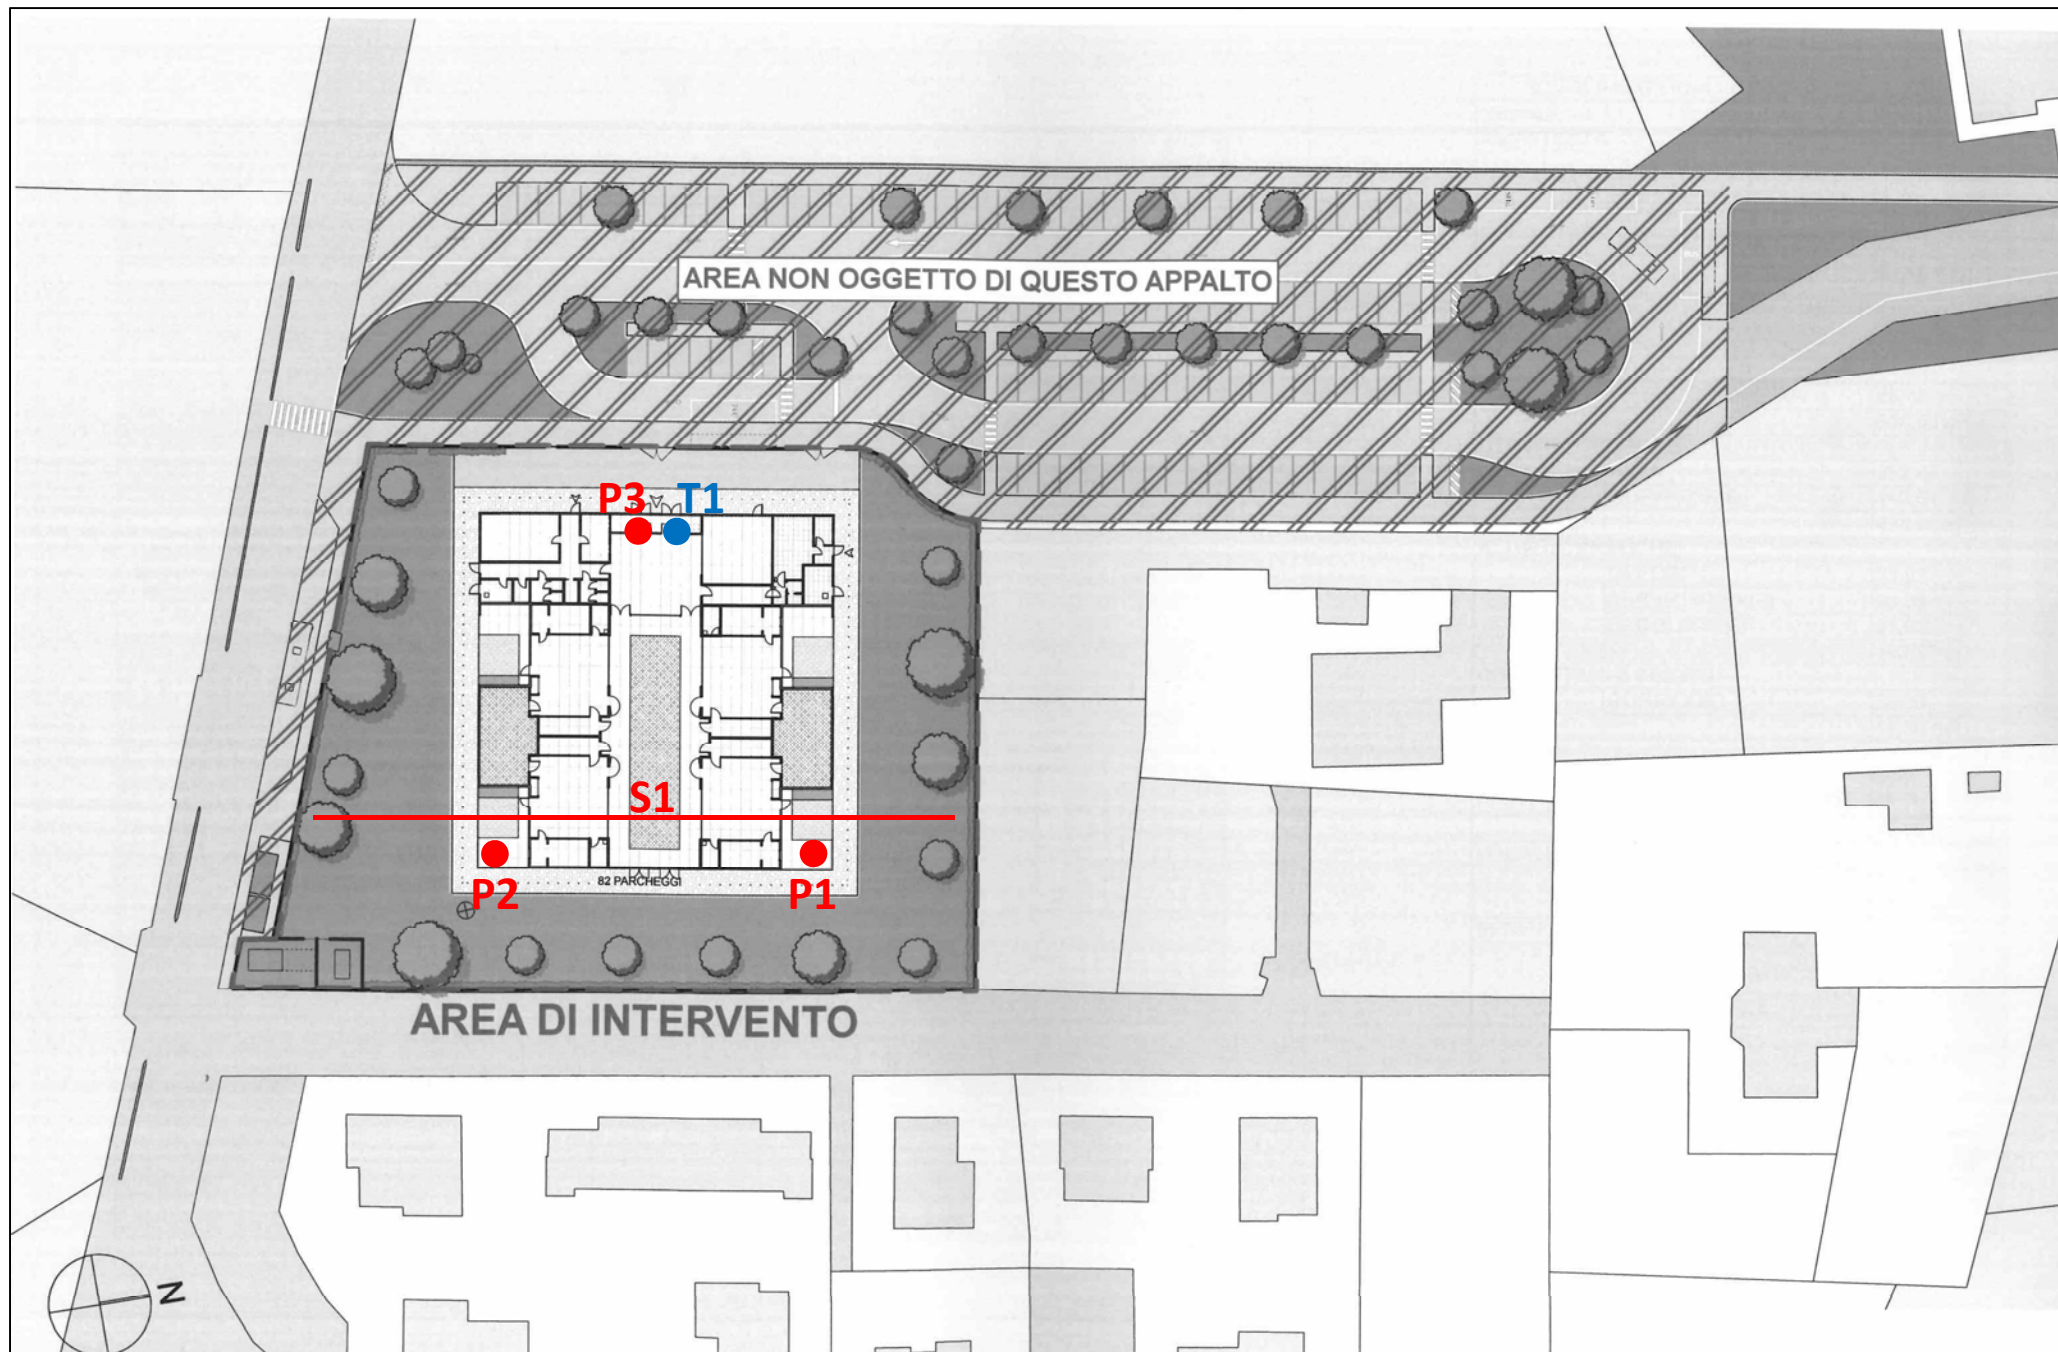 AREA NON OGGETTO DI QUESTO APPALTO
P3 T1
S1
82 PARCHEGGI
P2 P1
AREA DI INTERVENTO
N